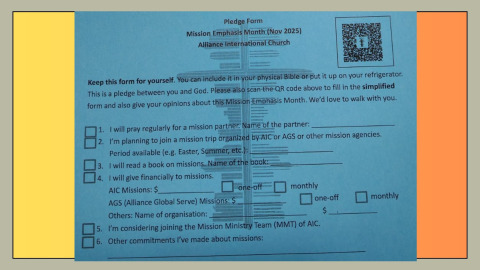 Pledge Form
Mission Emphasis Month (Nov 2025)
Alliance International Church
Keep this form for yourself. You can include it in your physical Bible or put it up on your refrigerator.
This is a pledge between you and God. Please also scan the QR code above to fill in the simplified
form and also give your opinions about this Mission Emphasis Month. We'd love to walk with you.
1. I will pray regularly for a mission partner. Name of the partner:
2. I'm planning to join a mission trip organized by AIC or AGS or other mission agencies.
Period available (e.g. Easter, Summer, etc.):
3. I will read a book on missions. Name of the book:
4. I will give financially to missions.
AIC Missions: $ one-off monthly
AGS (Alliance Global Serve) Missions: $ one-off monthly
Others: Name of organisation: $
5. I'm considering joining the Mission Ministry Team (MMT) of AIC.
6. Other commitments I've made about missions: